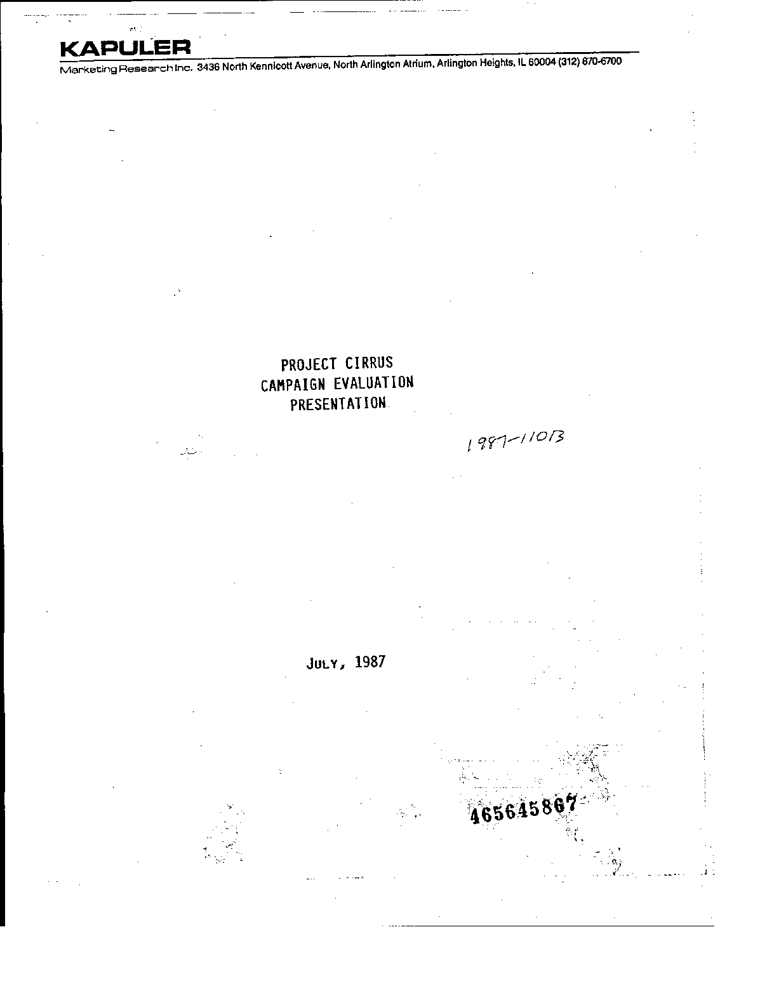 KAPULER
Marketing Research Inc. 3436 North Kennicott Avenue, North Arlington Atrium, Arlington Heights, IL 60004 (312) 870-6700
PROJECT CIRRUS
CAMPAIGN EVALUATION
PRESENTATION
1987-110B
JULY, 1987
465645867